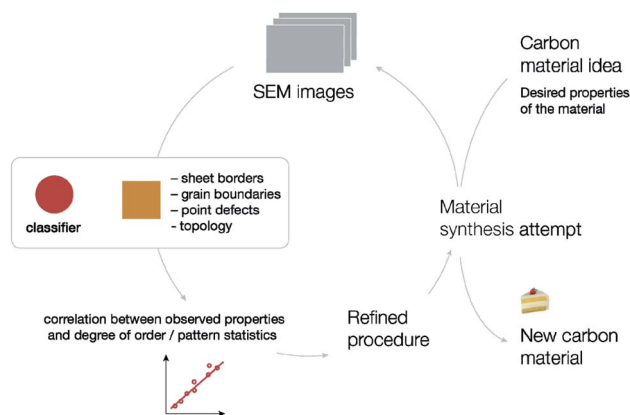 SEM images
Carbon
material idea
Desired properties
of the material
classifier
– sheet borders
– grain boundaries
– point defects
- topology
Material
synthesis attempt
correlation between observed properties
and degree of order / pattern statistics
Refined
procedure
New carbon
material